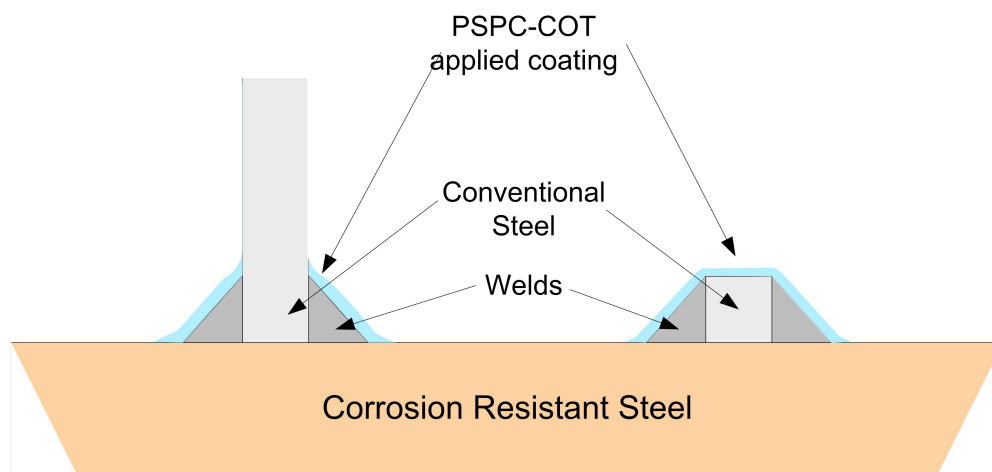 PSPC-COT
applied coating
Conventional
Steel
Welds
Corrosion Resistant Steel